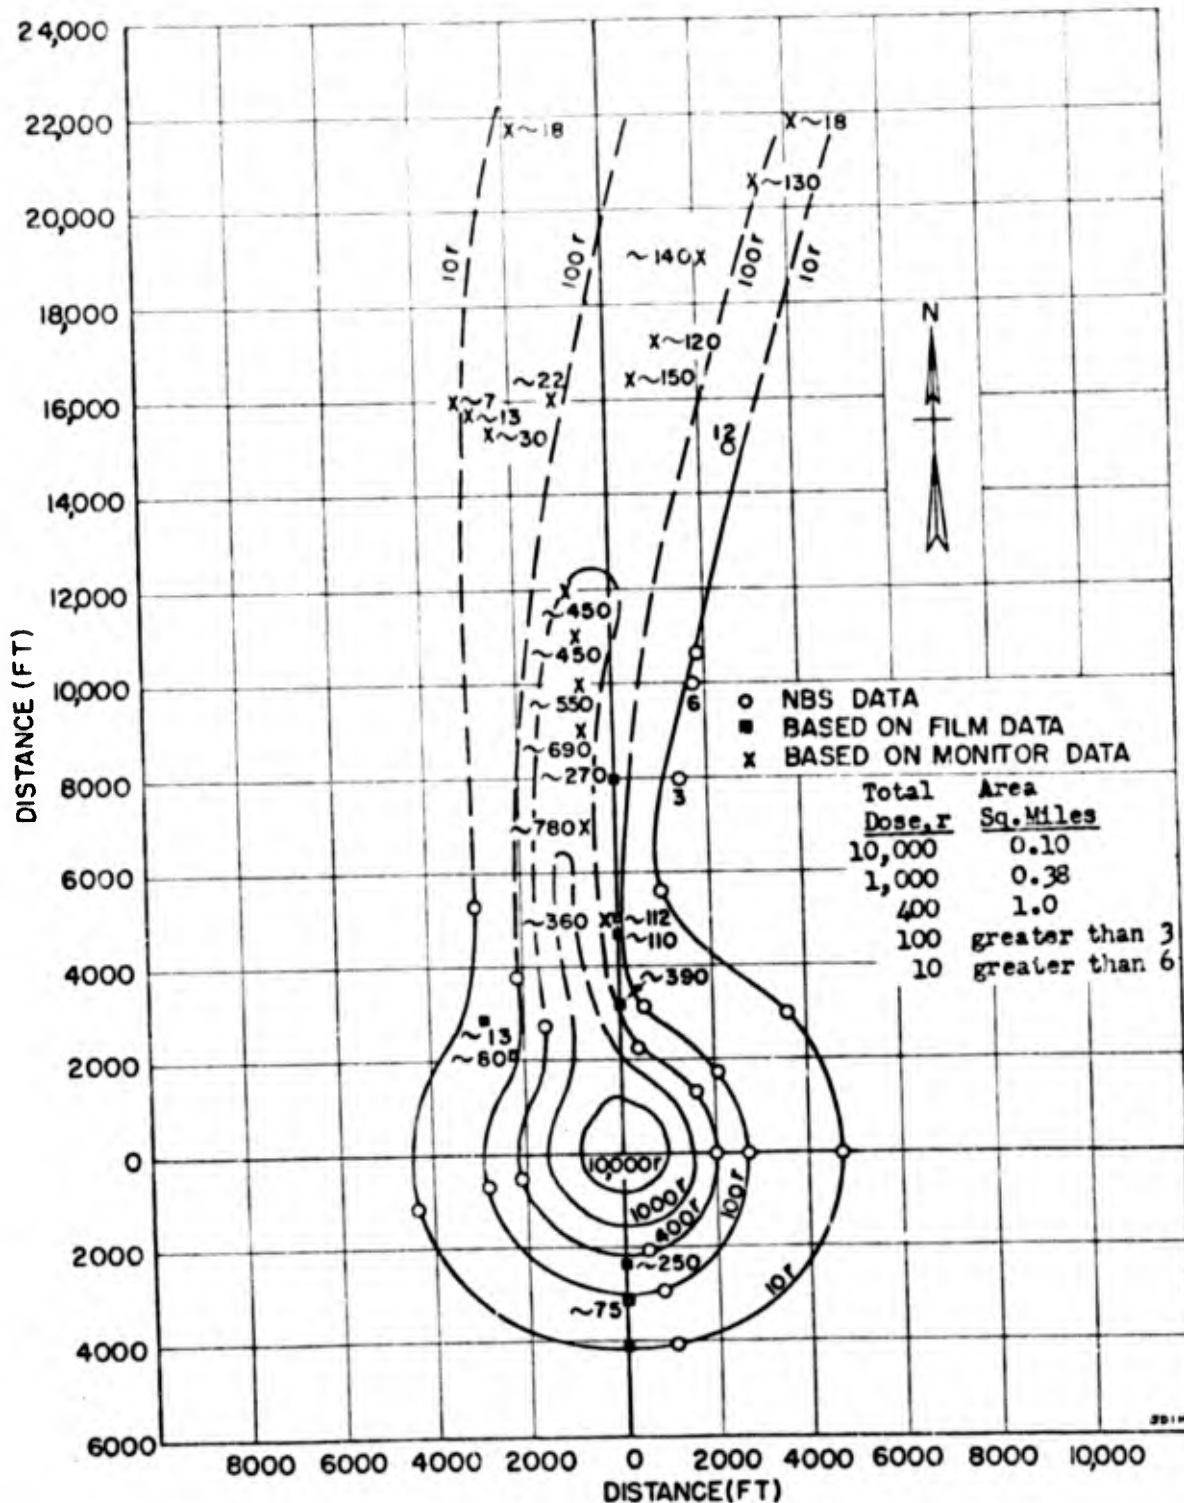 24,000
22,000
20,000
18,000
16,000
14,000
12,000
10,000
8000
6000
4000
2000
0
2000
4000
6000
DISTANCE (FT)
8000 6000 4000 2000 0 2000 4000 6000 8000 10,000
DISTANCE(FT)
N
x~18
x~18
x~130
~140x
10r
100r
100r
10r
x~120
x~150
~22
x
x~7
x~13
x~30
12
x
~450
x
~450
x
~550
x
~690
~270
~780x
~360 x
~112
~110
~390
6
3
~13
~60
10,000r
1000r
400r
100r
10r
~250
~75
o NBS DATA
■ BASED ON FILM DATA
x BASED ON MONITOR DATA
Total Area
Dose,r Sq.Miles
10,000 0.10
1,000 0.38
400 1.0
100 greater than 3
10 greater than 6